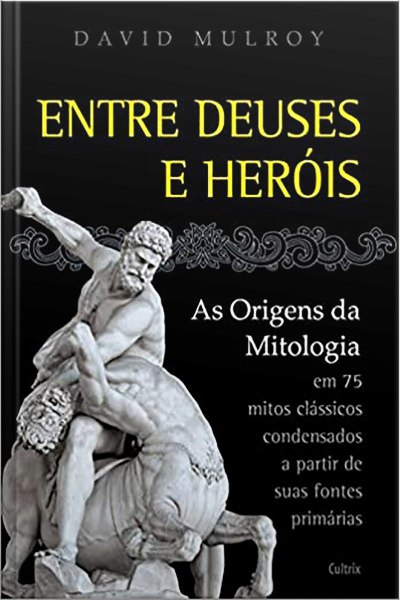 DAVID MULROY
ENTRE DEUSES
E HERÓIS
As Origens da
Mitologia
em 75
mitos clássicos
condensados
a partir de
suas fontes
primárias
Cultrix